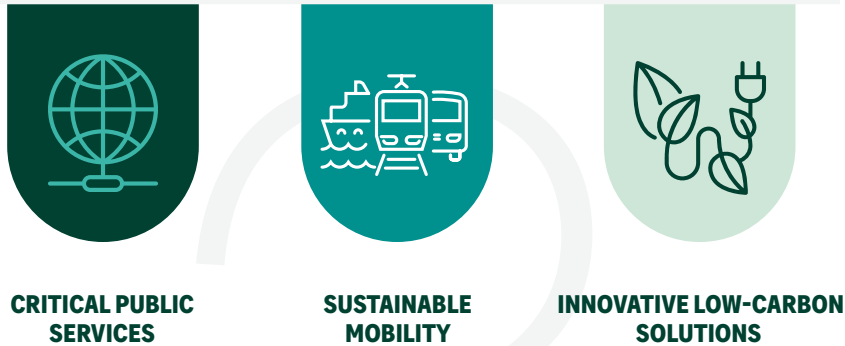 CRITICAL PUBLIC
SERVICES
SUSTAINABLE
MOBILITY
INNOVATIVE LOW-CARBON
SOLUTIONS